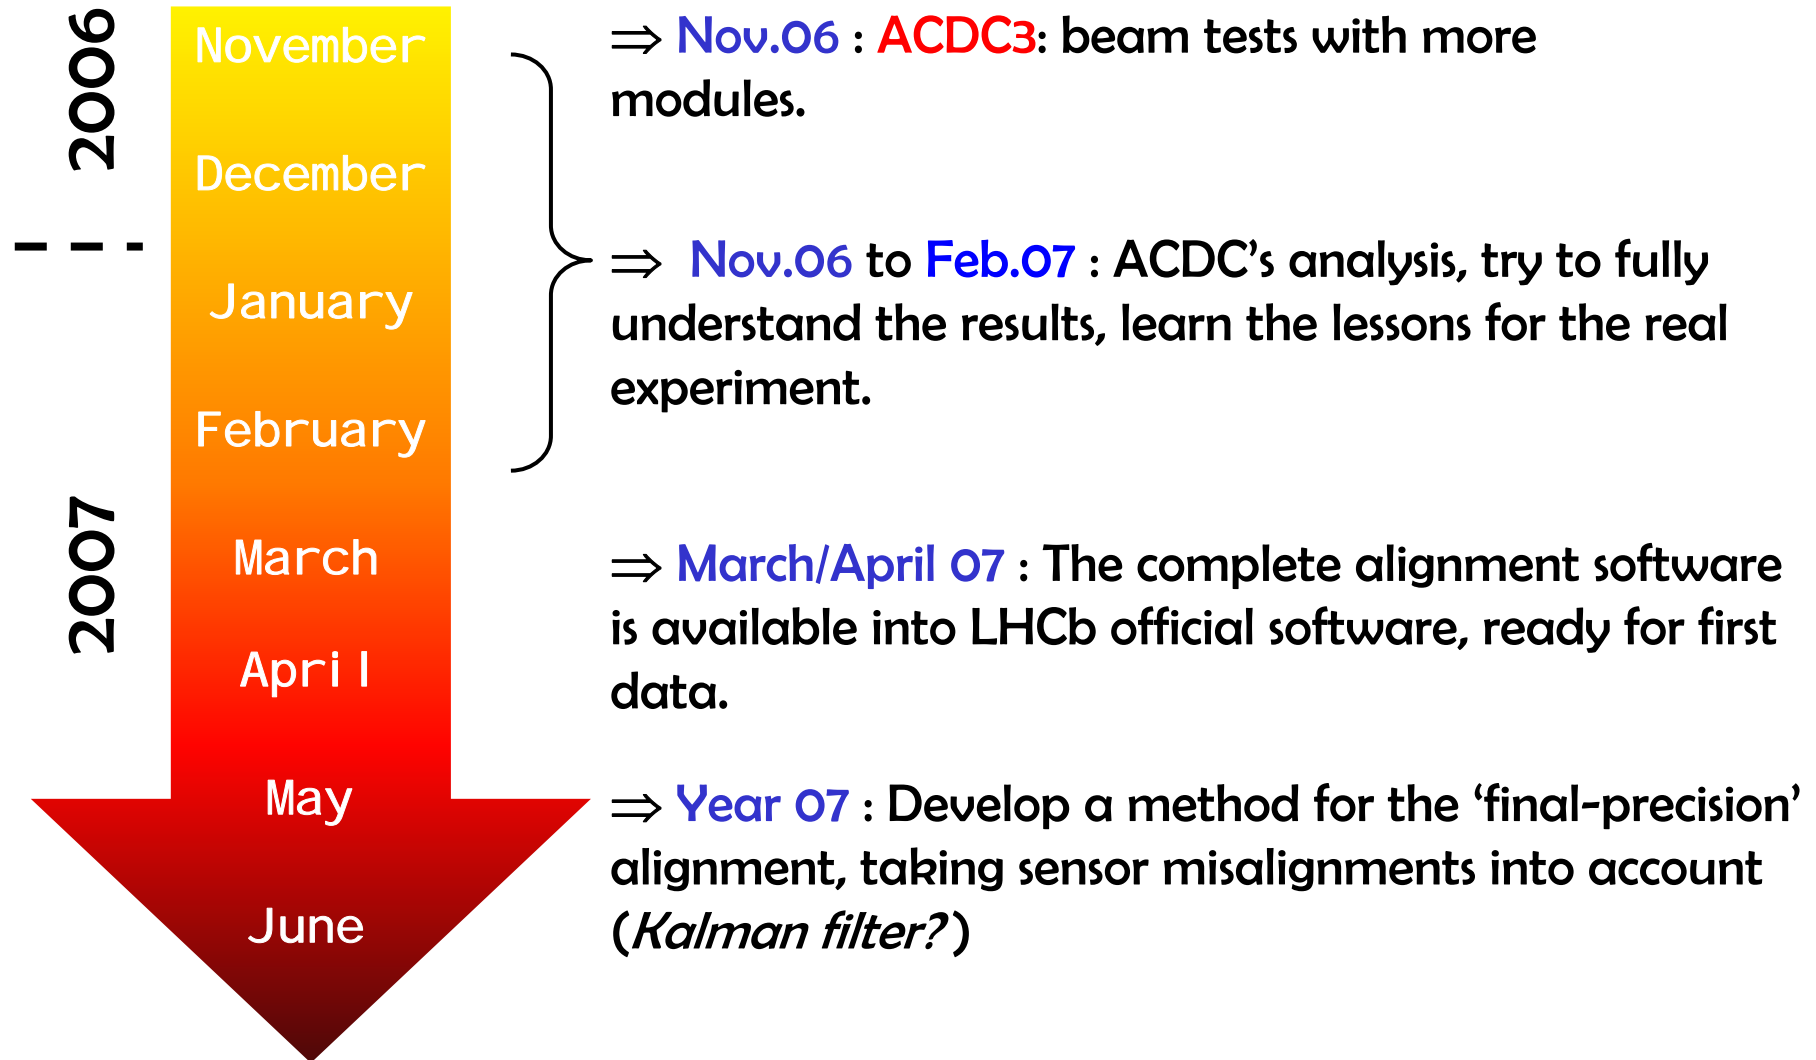 2006
November
December
January
February
2007
March
April
May
June
⇒ Nov.06 : ACDC3: beam tests with more
modules.
⇒ Nov.06 to Feb.07 : ACDC’s analysis, try to fully
understand the results, learn the lessons for the real
experiment.
⇒ March/April 07 : The complete alignment software
is available into LHCb official software, ready for first
data.
⇒ Year 07 : Develop a method for the ‘final-precision’
alignment, taking sensor misalignments into account
(Kalman filter?)